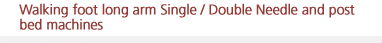 Walking foot long arm Single / Double Needle and post
bed machines